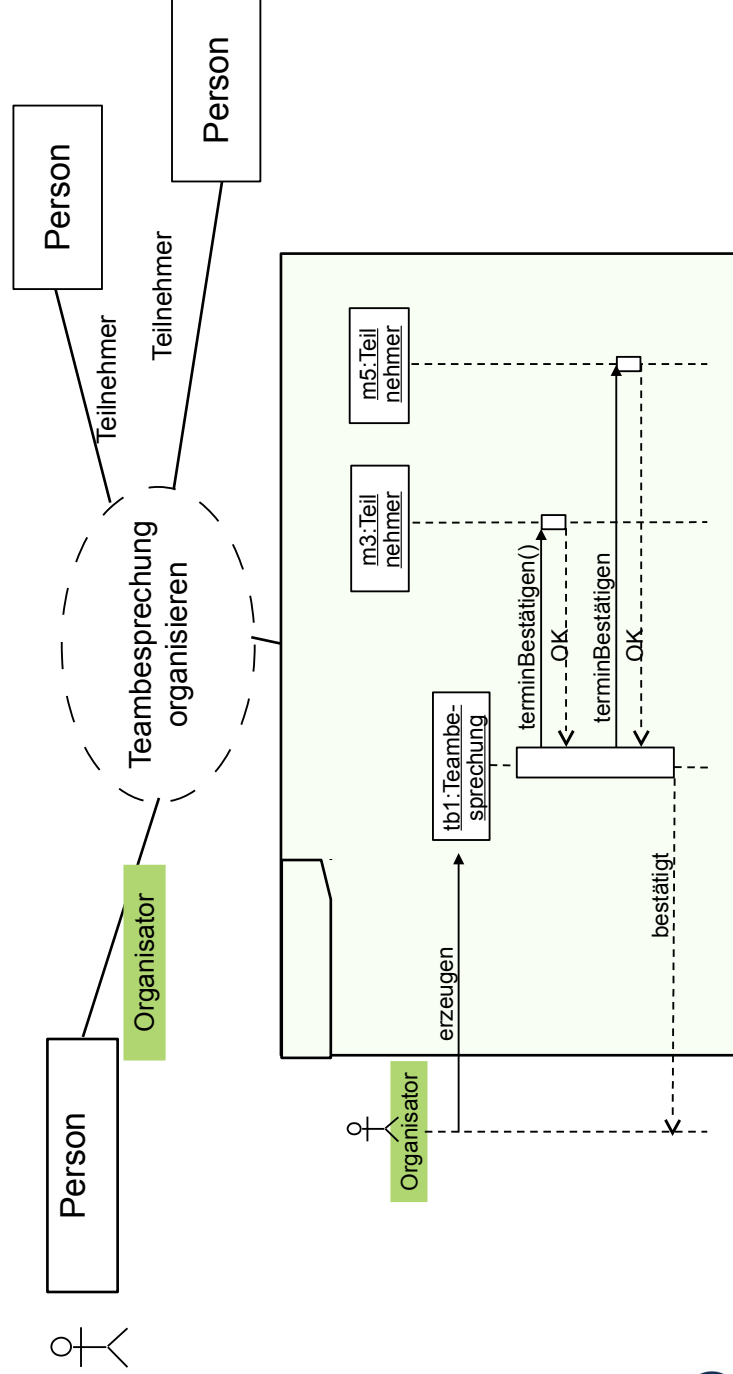 Person
Person
Person
Teilnehmer
Teilnehmer
Organisator
Teambesprechung
organisieren
Organisator
erzeugen
tb1:Teambe-
sprechung
m3:Teil
nehmer
m5:Teil
nehmer
terminBestätigen()
OK
terminBestätigen
OK
bestätigt